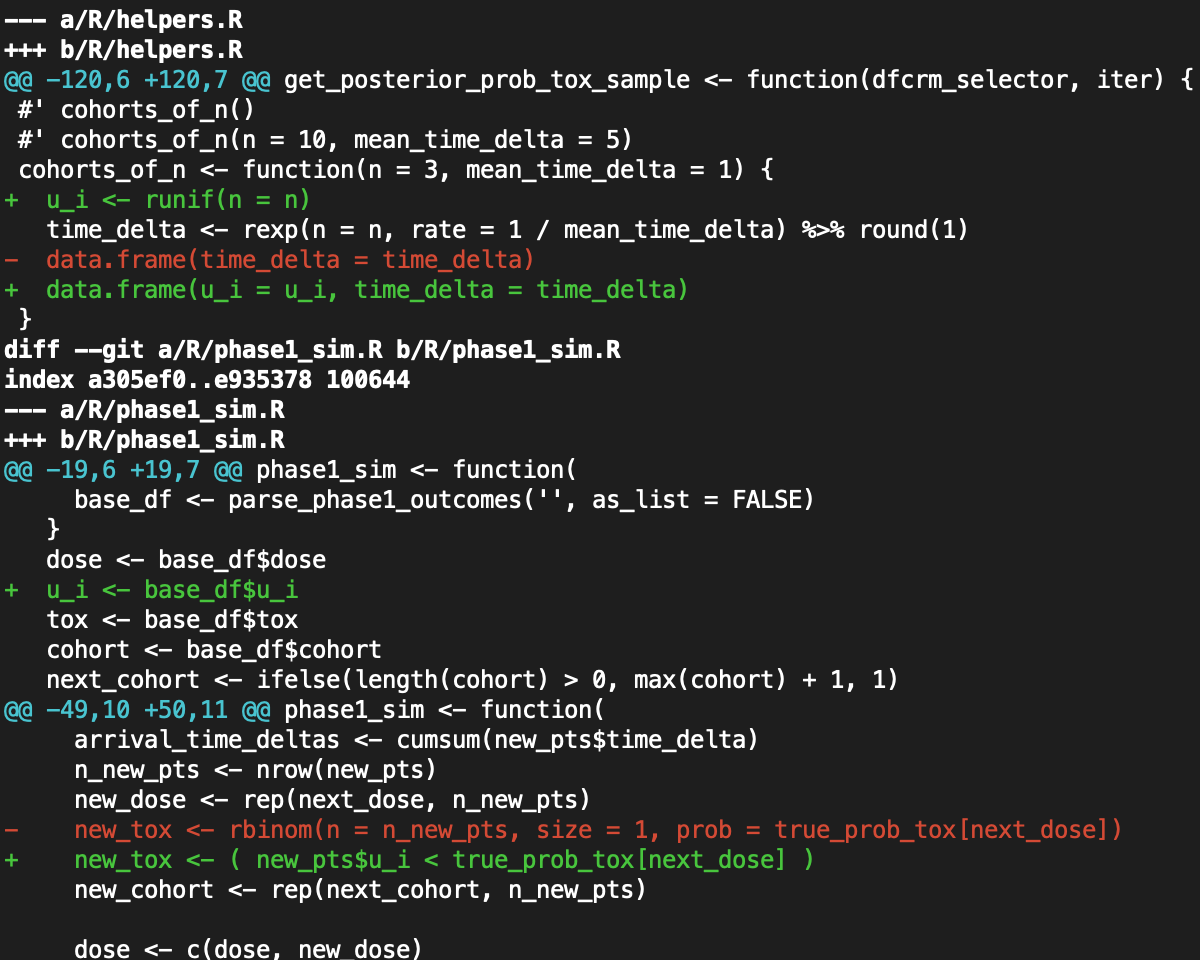 --- a/R/helpers.R
+++ b/R/helpers.R
@@ -120,6 +120,7 @@ get_posterior_prob_tox_sample <- function(dfcrm_selector, iter) {
 #' cohorts_of_n()
 #' cohorts_of_n(n = 10, mean_time_delta = 5)
 cohorts_of_n <- function(n = 3, mean_time_delta = 1) {
+  u_i <- runif(n = n)
   time_delta <- rexp(n = n, rate = 1 / mean_time_delta) %>% round(1)
-  data.frame(time_delta = time_delta)
+  data.frame(u_i = u_i, time_delta = time_delta)
 }
diff --git a/R/phase1_sim.R b/R/phase1_sim.R
index a305ef0..e935378 100644
--- a/R/phase1_sim.R
+++ b/R/phase1_sim.R
@@ -19,6 +19,7 @@ phase1_sim <- function(
     base_df <- parse_phase1_outcomes('', as_list = FALSE)
   }
   dose <- base_df$dose
+  u_i <- base_df$u_i
   tox <- base_df$tox
   cohort <- base_df$cohort
   next_cohort <- ifelse(length(cohort) > 0, max(cohort) + 1, 1)
@@ -49,10 +50,11 @@ phase1_sim <- function(
     arrival_time_deltas <- cumsum(new_pts$time_delta)
     n_new_pts <- nrow(new_pts)
     new_dose <- rep(next_dose, n_new_pts)
-    new_tox <- rbinom(n = n_new_pts, size = 1, prob = true_prob_tox[next_dose])
+    new_tox <- ( new_pts$u_i < true_prob_tox[next_dose] )
     new_cohort <- rep(next_cohort, n_new_pts)
     dose <- c(dose, new_dose)